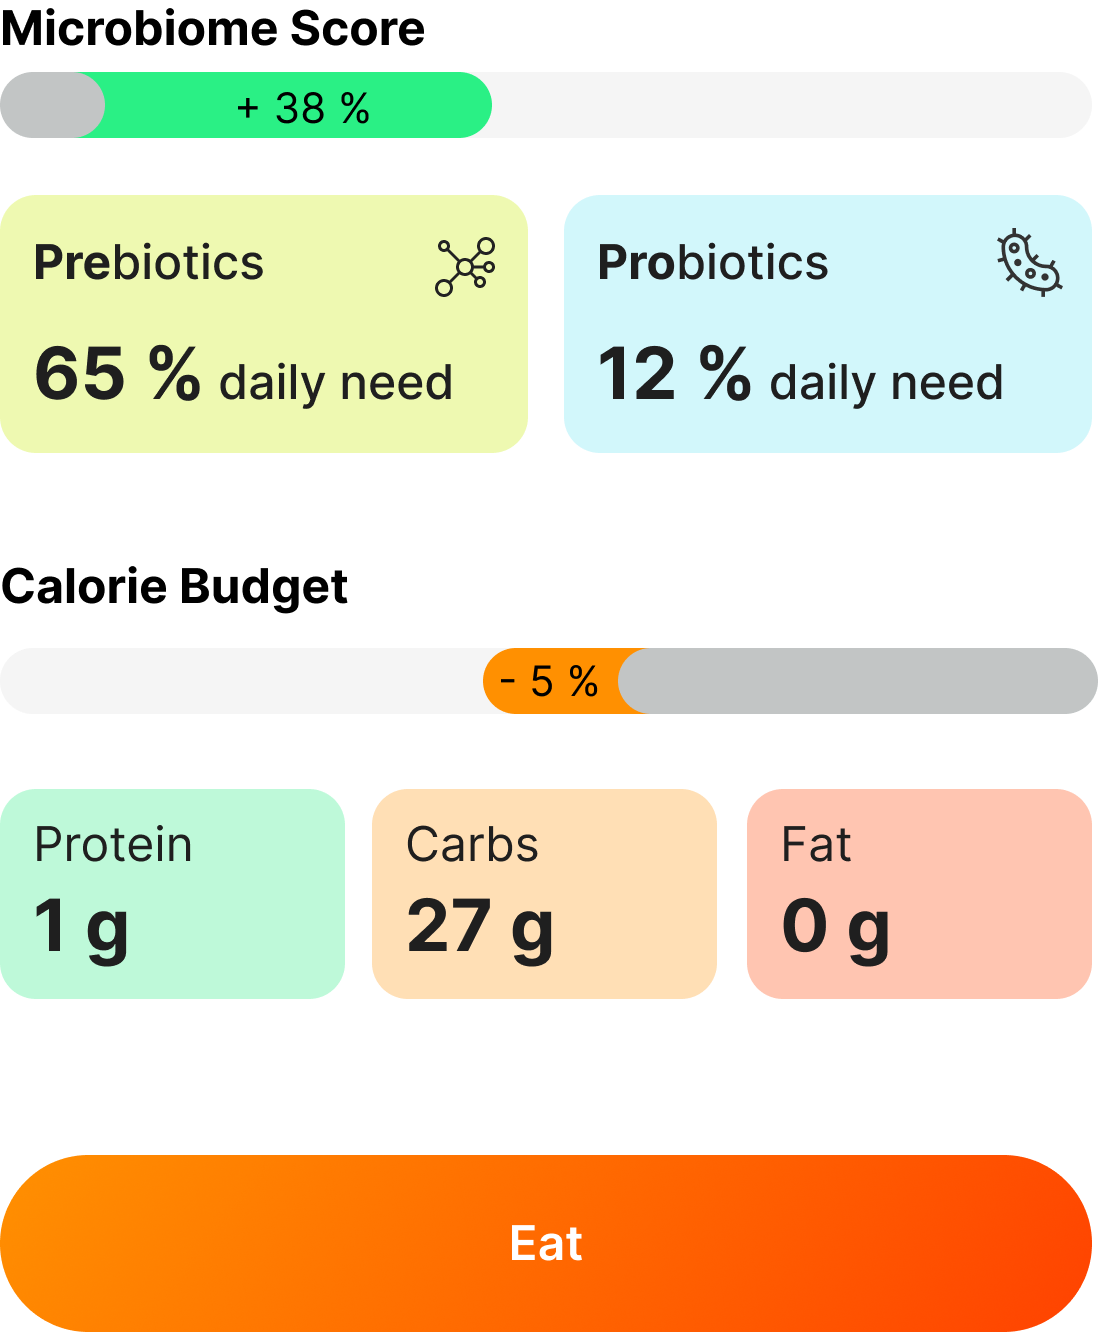 Microbiome Score
+ 38 %
Prebiotics
65 % daily need
Probiotics
12 % daily need
Calorie Budget
- 5 %
Protein
1 g
Carbs
27 g
Fat
0 g
Eat